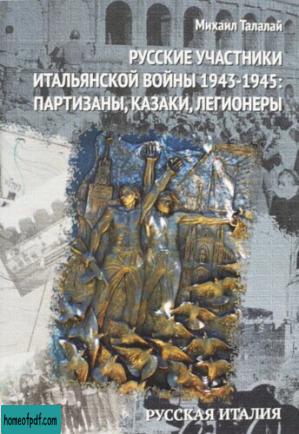 Михаил Талалай
РУССКИЕ УЧАСТНИКИ
ИТАЛЬЯНСКОЙ ВОЙНЫ 1943-1945:
ПАРТИЗАНЫ, КАЗАКИ, ЛЕГИОНЕРЫ
homeofpdf.com
РУССКАЯ ИТАЛИЯ